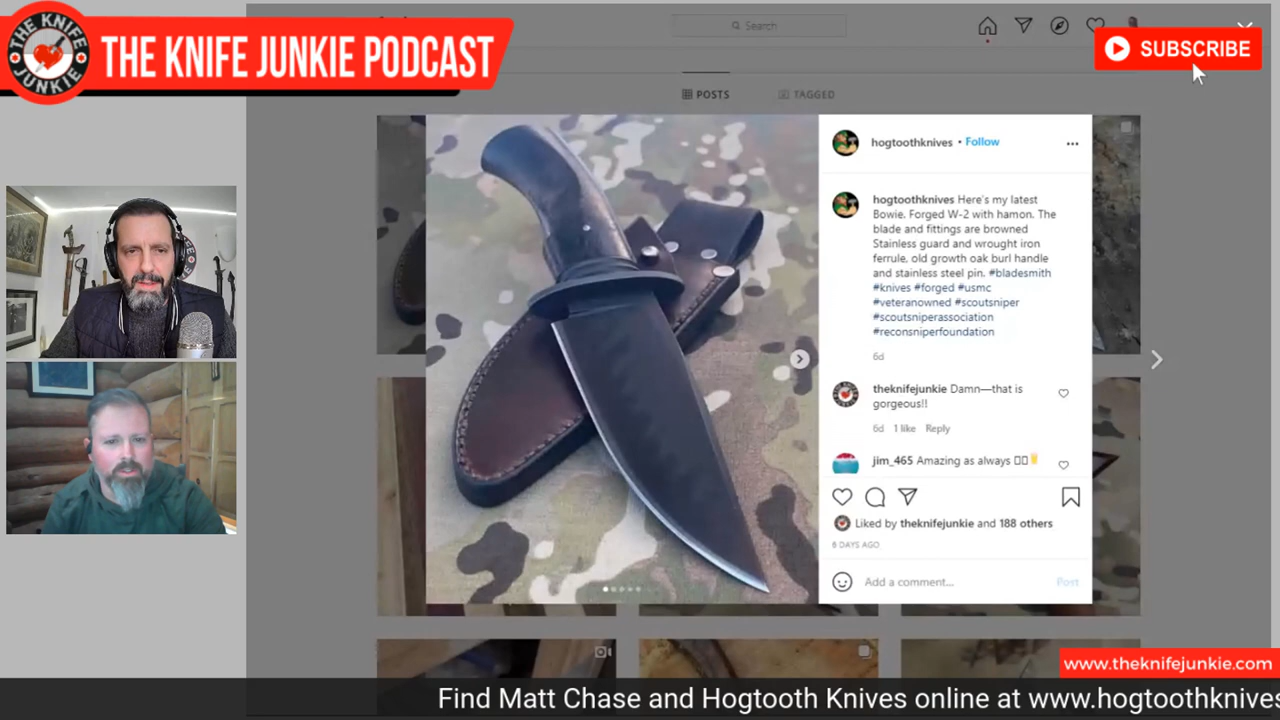 THE KNIFE
JUNKIE
THE KNIFE JUNKIE PODCAST
Search
SUBSCRIBE
POSTS
TAGGED
hogtoothknives • Follow
hogtoothknives Here's my latest
Bowie. Forged W-2 with hamon. The
blade and fittings are browned
Stainless guard and wrought iron
ferrule, old growth oak burl handle
and stainless steel pin. #bladesmith
#knives #forged #usmc
#veteranowned #scoutsniper
#scoutsniperassociation
#reconsniperfoundation
6d
theknifejunkie Damn—that is
gorgeous!!
6d 1 like Reply
jim_465 Amazing as always
Liked by theknifejunkie and 188 others
6 DAYS AGO
Add a comment...
Post
www.theknifejunkie.com
Find Matt Chase and Hogtooth Knives online at www.hogtoothknives